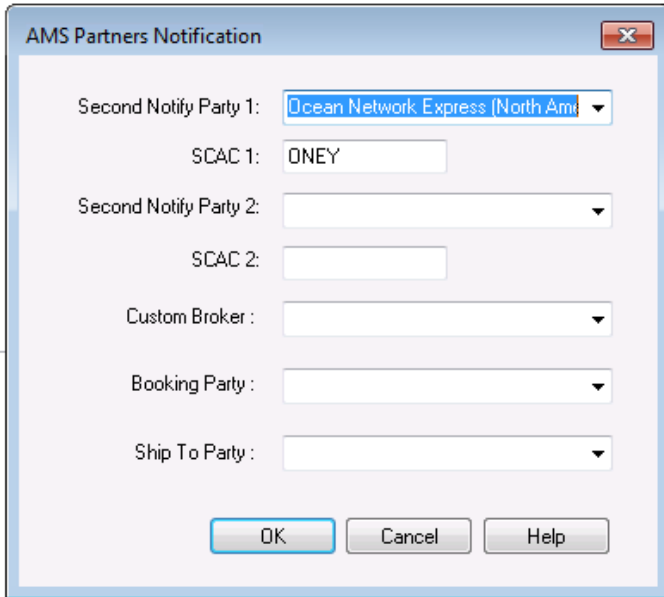 AMS Partners Notification
Second Notify Party 1: Ocean Network Express (North Ame
SCAC 1: ONEY
Second Notify Party 2:
SCAC 2:
Custom Broker :
Booking Party :
Ship To Party :
OK Cancel Help